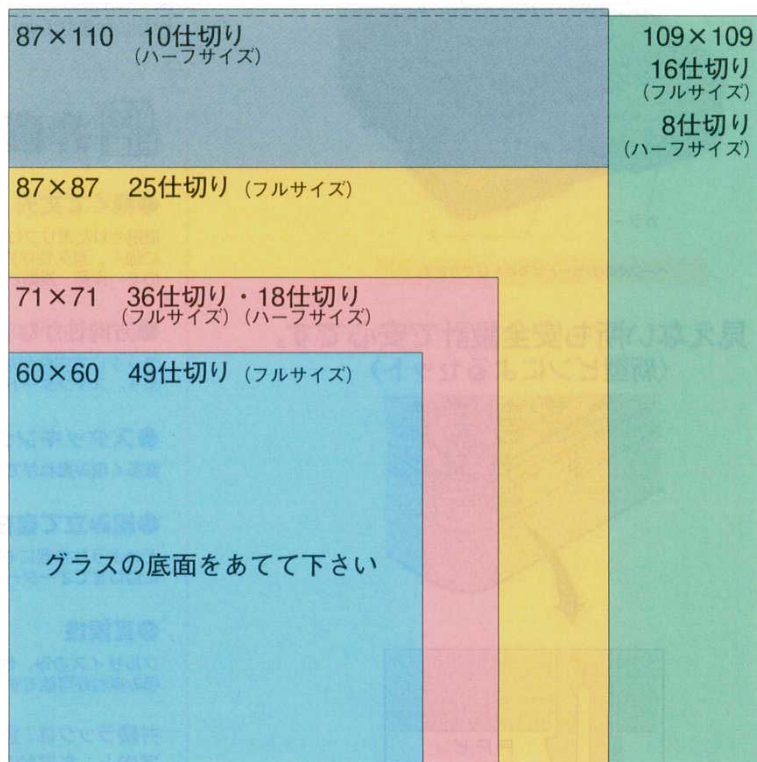 87×110 10仕切り
(ハーフサイズ)
109×109
16仕切り
(フルサイズ)
8仕切り
(ハーフサイズ)
87×87 25仕切り (フルサイズ)
71×71 36仕切り・18仕切り
(フルサイズ) (ハーフサイズ)
60×60 49仕切り (フルサイズ)
グラスの底面をあてて下さい